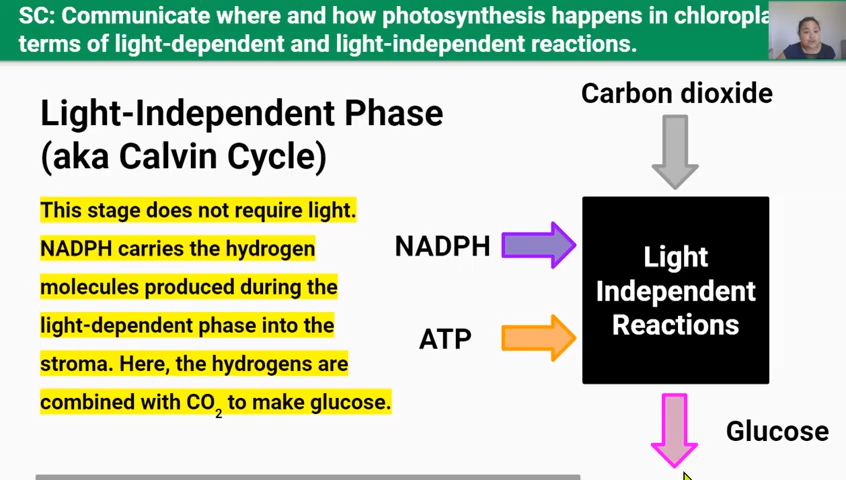 SC: Communicate where and how photosynthesis happens in
terms of light-dependent and light-independent reactions.
Light-Independent Phase
(aka Calvin Cycle)
This stage does not require light.
NADPH carries the hydrogen
molecules produced during the
light-dependent phase into the
stroma. Here, the hydrogens are
combined with CO2 to make glucose.
Carbon dioxide
NADPH
ATP
Light
Independent
Reactions
Glucose